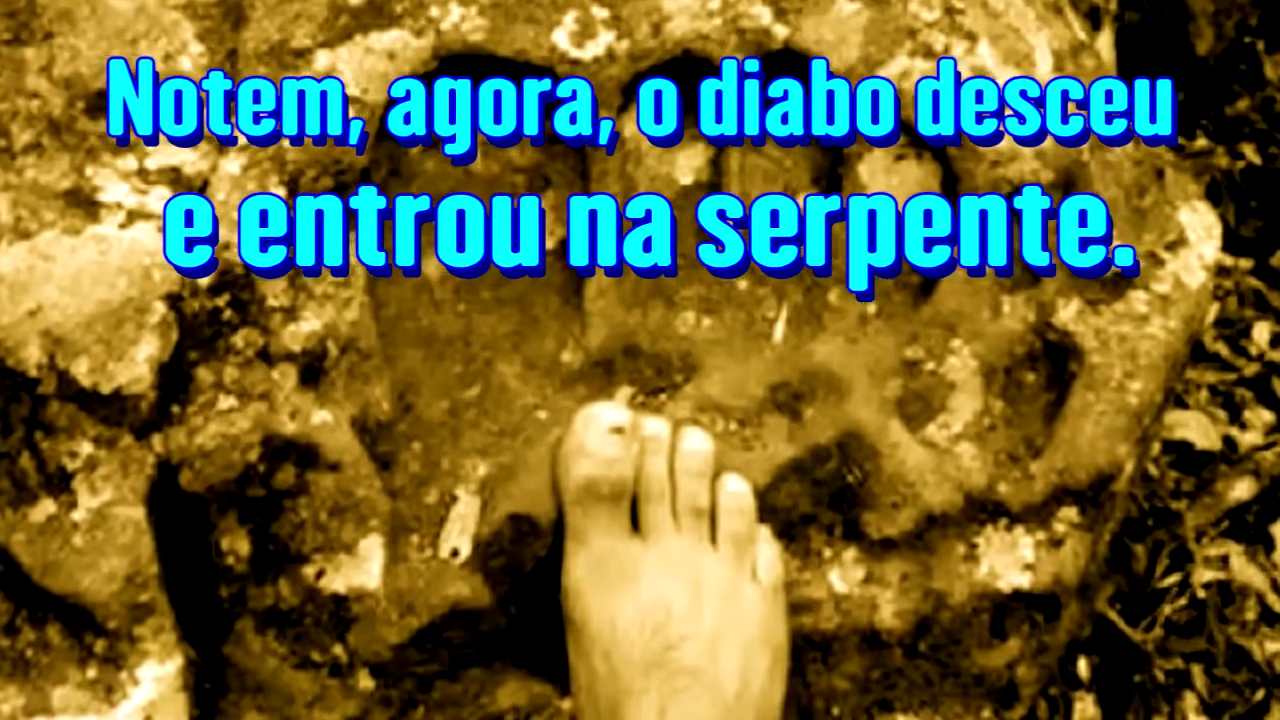 Notem, agora, o diabo desceu
e entrou na serpente.